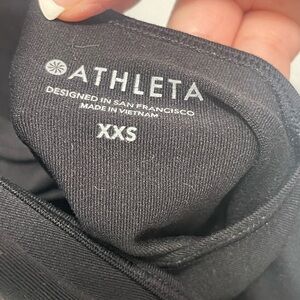 ATHLETA
DESIGNED IN SAN FRANCISCO
MADE IN VIETNAM
XXS